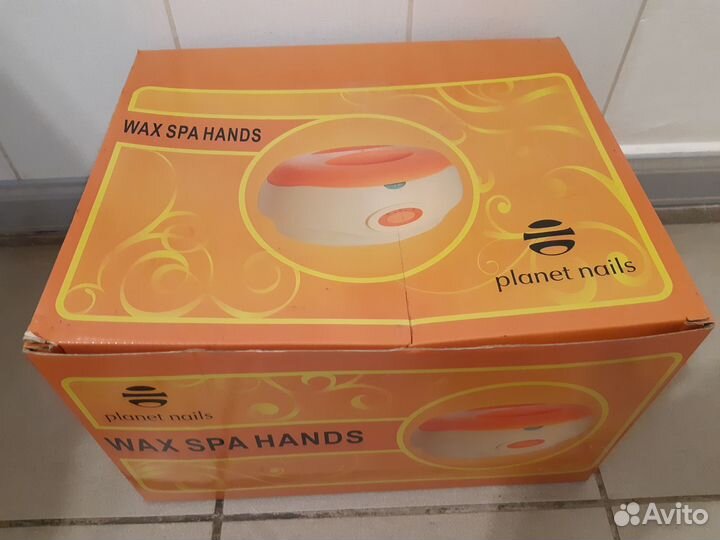 WAX SPA HANDS
planet nails
planet nails
WAX SPA HANDS
Avito